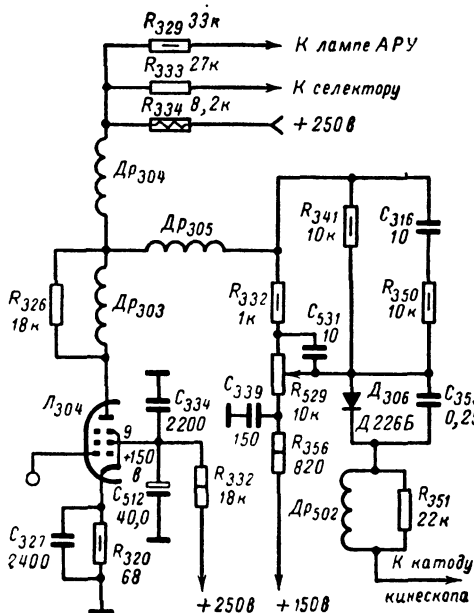 R329 33к
К лампе АРУ
R333 27к
К селектору
R334 8,2к
+250в
Др304
Др305
R341
10к
C316
10
R326
18к
Др303
R332
1к
C531
10
R350
10к
Л304
C334
2200
C339
150
R529
10к
Д306
Д226Б
0,25
9
+150
в
C512
40,0
R332
18к
R356
820
Др502
R351
22к
C327
2400
R320
68
+250в
+150в
К катоду
кинескопа